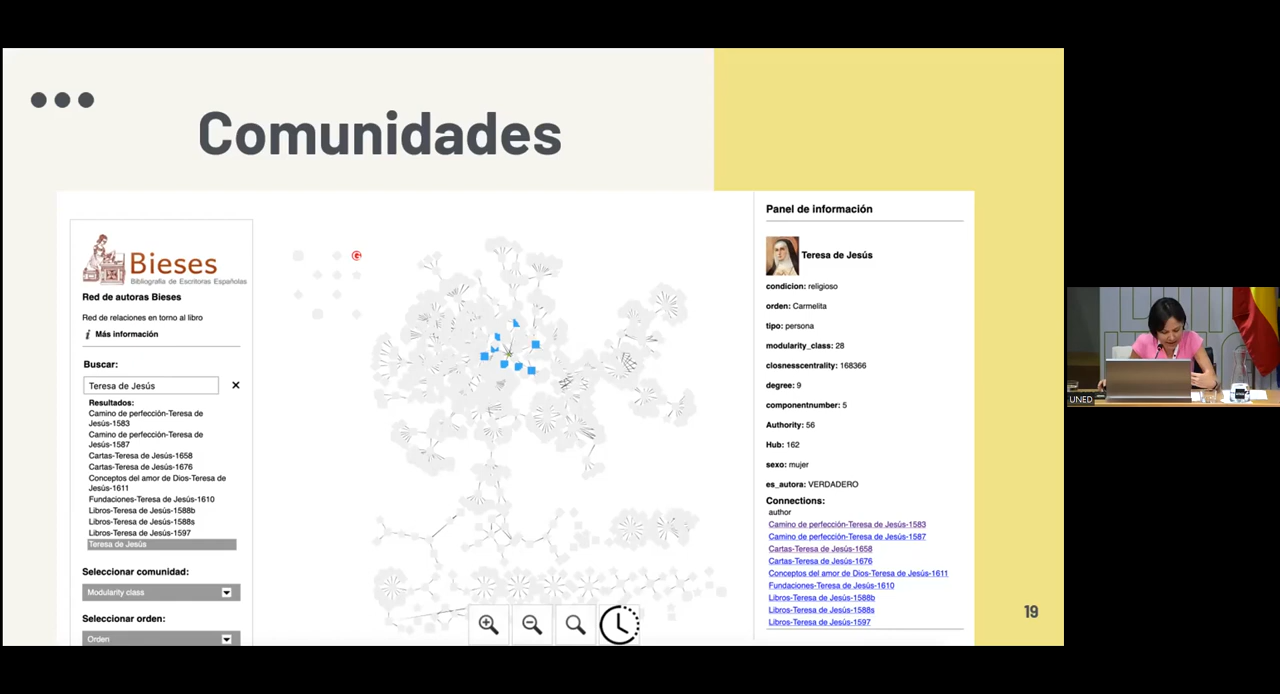 Comunidades
Bieses
Bibliografía de Escritoras Españolas
Red de autoras Bieses
Red de relaciones en torno al libro
i Más información
Buscar:
Teresa de Jesús
Resultados:
Camino de perfección-Teresa de
Jesús-1583
Camino de perfección-Teresa de
Jesús-1587
Cartas-Teresa de Jesús-1658
Cartas-Teresa de Jesús-1676
Conceptos del amor de Dios-Teresa de
Jesús-1611
Fundaciones-Teresa de Jesús-1610
Libros-Teresa de Jesús-1588b
Libros-Teresa de Jesús-1588s
Libros-Teresa de Jesús-1597
Teresa de Jesús
Seleccionar comunidad:
Modularity class
Seleccionar orden:
Orden
Panel de información
Teresa de Jesús
condicion: religioso
orden: Carmelita
tipo: persona
modularity_class: 28
closnesscentrality: 168366
degree: 9
componentnumber: 5
Authority: 56
Hub: 162
sexo: mujer
es_autora: VERDADERO
Connections:
author
Camino de perfección-Teresa de Jesús-1583
Camino de perfección-Teresa de Jesús-1587
Cartas-Teresa de Jesús-1658
Cartas-Teresa de Jesús-1676
Conceptos del amor de Dios-Teresa de Jesús-1611
Fundaciones-Teresa de Jesús-1610
Libros-Teresa de Jesús-1588b
Libros-Teresa de Jesús-1588s
Libros-Teresa de Jesús-1597
19
UNED